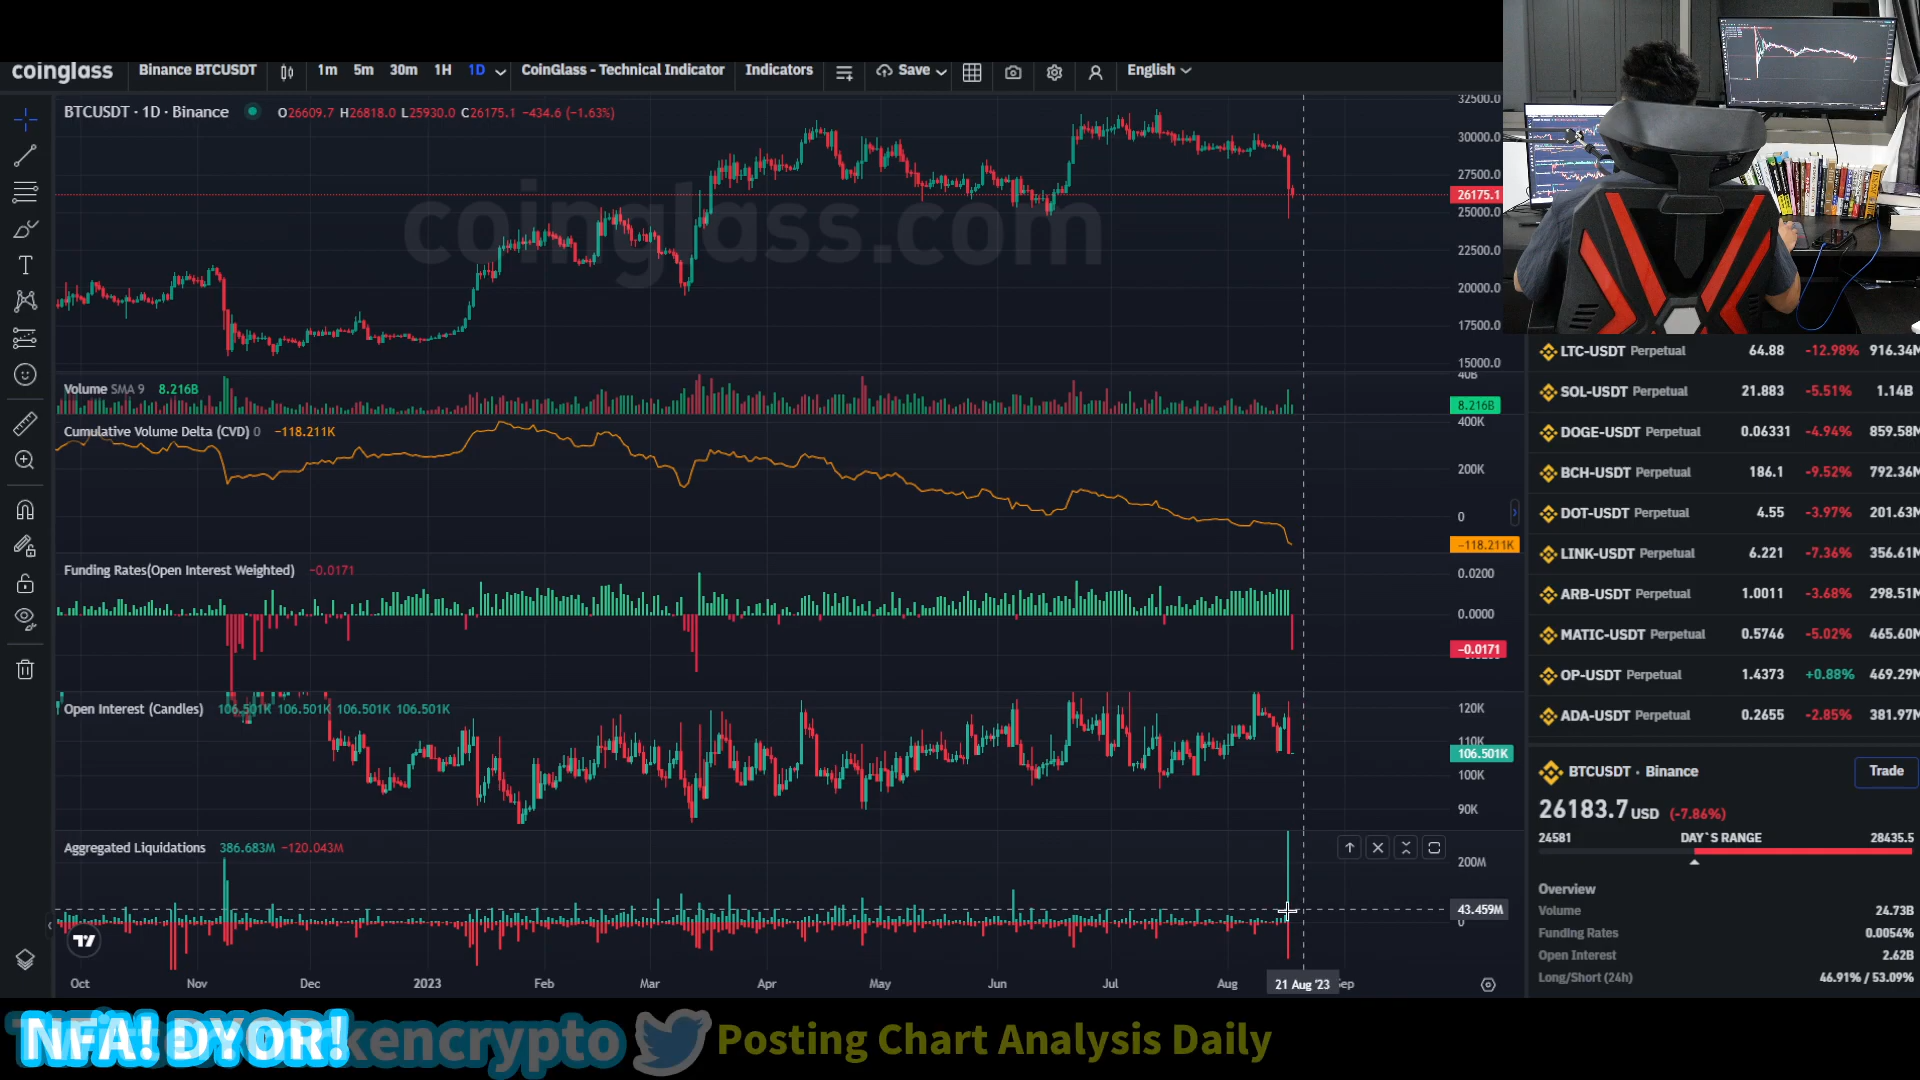 coinglass Binance BTCUSDT 1m 5m 30m 1H 1D CoinGlass - Technical Indicator Indicators Save English
BTCUSDT · 1D · Binance O26609.7 H26818.0 L25930.0 C26175.1 −434.6 (−1.63%)
32500.0
30000.0
27500.0
26175.1
25000.0
22500.0
20000.0
17500.0
15000.0
coinglass.com
Volume SMA 9 8.216B
40B
8.216B
Cumulative Volume Delta (CVD) 0 −118.211K
400K
200K
0
−118.211K
Funding Rates(Open Interest Weighted) −0.0171
0.0200
0.0000
−0.0171
Open Interest (Candles) 106.501K 106.501K 106.501K 106.501K
120K
110K
106.501K
100K
90K
Aggregated Liquidations 386.683M −120.043M
200M
43.459M
0
Oct Nov Dec 2023 Feb Mar Apr May Jun Jul Aug 21 Aug '23 ep
LTC-USDT Perpetual 64.88 -12.98% 916.34M
SOL-USDT Perpetual 21.883 -5.51% 1.14B
DOGE-USDT Perpetual 0.06331 -4.94% 859.58M
BCH-USDT Perpetual 186.1 -9.52% 792.36M
DOT-USDT Perpetual 4.55 -3.97% 201.63M
LINK-USDT Perpetual 6.221 -7.36% 356.61M
ARB-USDT Perpetual 1.0011 -3.68% 298.51M
MATIC-USDT Perpetual 0.5746 -5.02% 465.60M
OP-USDT Perpetual 1.4373 +0.88% 469.29M
ADA-USDT Perpetual 0.2655 -2.85% 381.97M
BTCUSDT · Binance Trade
26183.7 USD (-7.86%)
24581 DAY`S RANGE 28435.5
Overview
Volume 24.73B
Funding Rates 0.0054%
Open Interest 2.62B
Long/Short (24h) 46.91% / 53.09%
NFA! DYOR!
kencrypto Posting Chart Analysis Daily